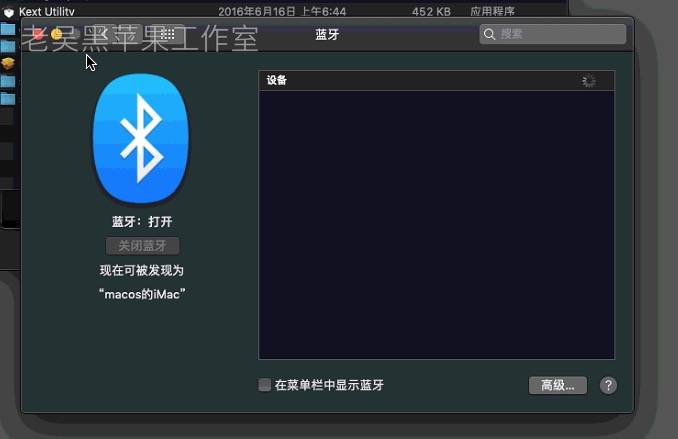 Kext Utility 2016年6月16日 上午6:44 452 KB 应用程序
老吴黑苹果工作室
蓝牙
搜索
设备
蓝牙：打开
关闭蓝牙
现在可被发现为
“macos的iMac”
在菜单栏中显示蓝牙
高级...
?